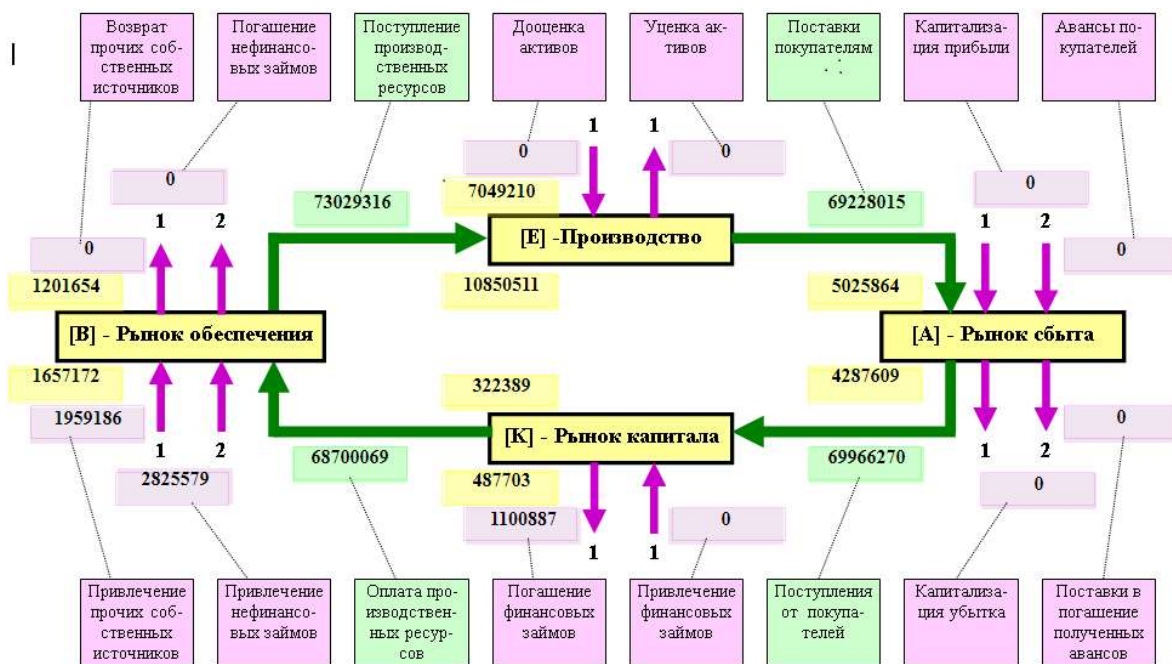 Возврат
прочих соб-
ственных
источников
Погашение
нефинансо-
вых займов
Поступление
производ-
ственных
ресурсов
Дооценка
активов
Уценка ак-
тивов
Поставки
покупателям
Капитализа-
ция прибыли
Авансы по-
купателей
1
1
0
0
0
0
7049210
73029316
69228015
1
2
1
2
0
[E] -Производство
0
1201654
10850511
5025864
[B] - Рынок обеспечения
[A] - Рынок сбыта
1657172
322389
4287609
1959186
0
[K] - Рынок капитала
1
2
1
2
68700069
69966270
2825579
487703
0
1100887
0
1
1
Привлечение
прочих соб-
ственных
источников
Привлечение
нефинансо-
вых займов
Оплата про-
изводствен-
ных ресур-
сов
Погашение
финансовых
займов
Привлечение
финансовых
займов
Поступления
от покупа-
телей
Капитализа-
ция убытка
Поставки в
погашение
полученных
авансов